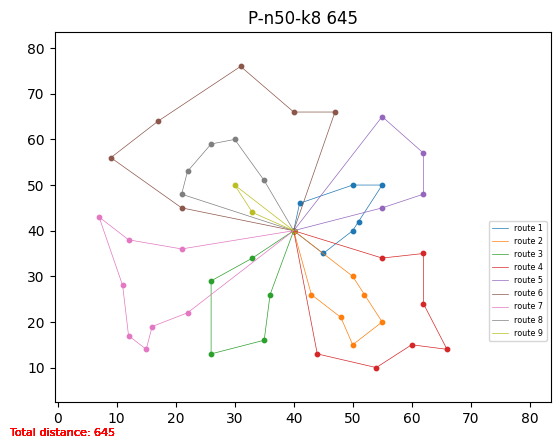 P-n50-k8 645
80
70
60
50
40
30
20
10
0
10
20
30
40
50
60
70
80
route 1
route 2
route 3
route 4
route 5
route 6
route 7
route 8
route 9
Total distance: 645